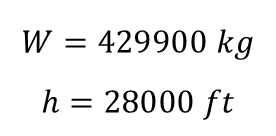 W = 429900 kg
h = 28000 ft